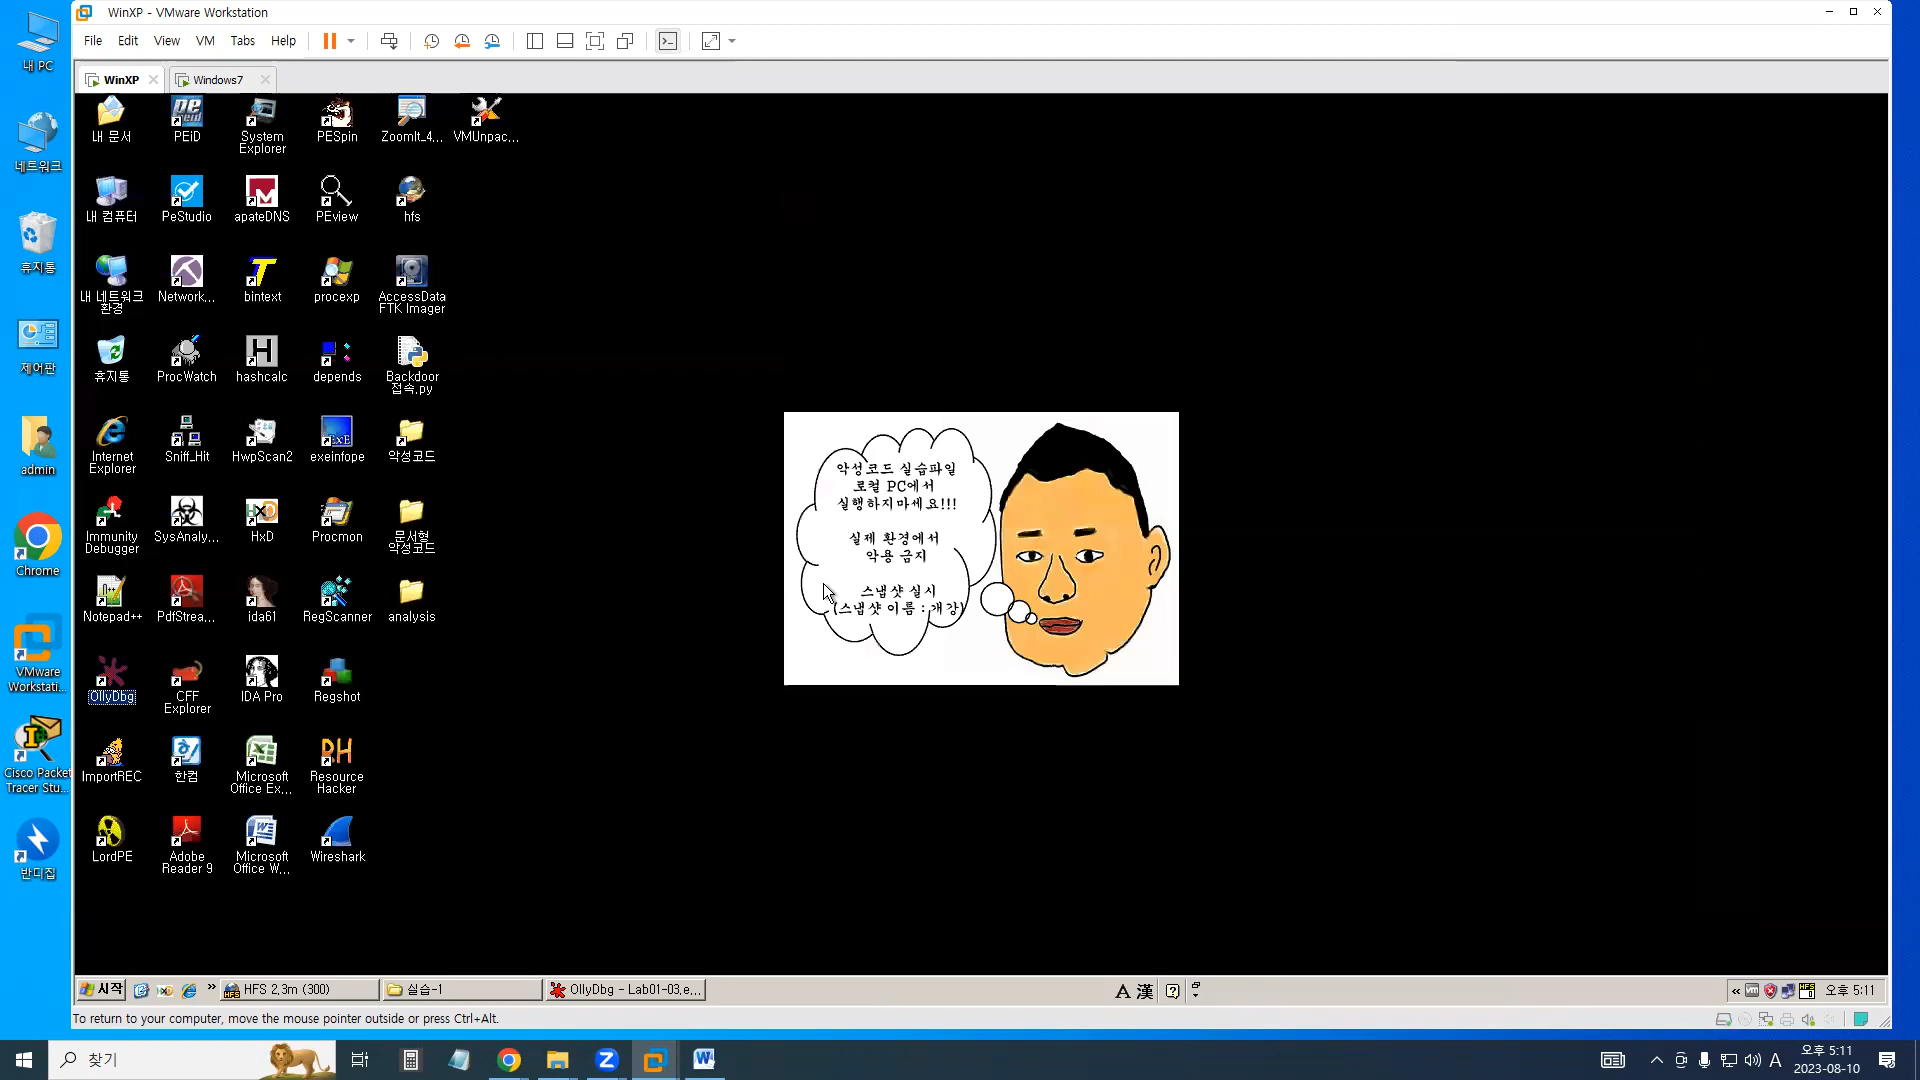 WinXP - VMware Workstation
File Edit View VM Tabs Help
WinXP
Windows7
내 PC
네트워크
휴지통
제어판
admin
Chrome
VMware
Workstati...
Cisco Packet
Tracer Stu...
반디집
내 문서
PEiD
System
Explorer
PESpin
ZoomIt_4...
VMUnpac...
내 컴퓨터
PeStudio
apateDNS
PEview
hfs
내 네트워크
환경
Network...
bintext
procexp
AccessData
FTK Imager
휴지통
ProcWatch
hashcalc
depends
Backdoor
접속.py
Internet
Explorer
Sniff_Hit
HwpScan2
exeinfope
악성코드
Immunity
Debugger
SysAnaly...
HxD
Procmon
문서형
악성코드
Notepad++
PdfStrea...
ida61
RegScanner
analysis
OllyDbg
CFF
Explorer
IDA Pro
Regshot
ImportREC
한컴
Microsoft
Office Ex...
Resource
Hacker
LordPE
Adobe
Reader 9
Microsoft
Office W...
Wireshark
악성코드 실습파일
로컬 PC에서
실행하지마세요!!!
실제 환경에서
악용 금지
스냅샷 실시
(스냅샷 이름 : 개강)
시작
HFS 2.3m (300)
실습-1
OllyDbg - Lab01-03.e...
A 漢
오후 5:11
To return to your computer, move the mouse pointer outside or press Ctrl+Alt.
찾기
A
오후 5:11
2023-08-10